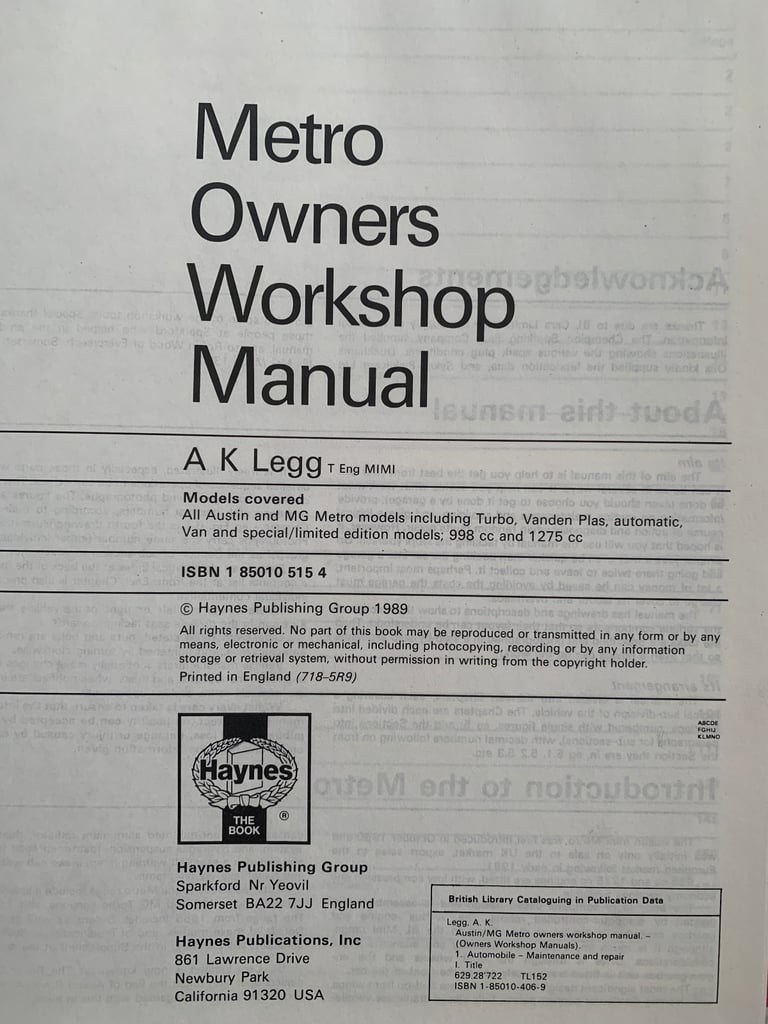 Metro
Owners
Workshop
Manual
A K Legg T Eng MIMI
Models covered
All Austin and MG Metro models including Turbo, Vanden Plas, automatic,
Van and special/limited edition models; 998 cc and 1275 cc
ISBN 1 85010 515 4
© Haynes Publishing Group 1989
All rights reserved. No part of this book may be reproduced or transmitted in any form or by any
means, electronic or mechanical, including photocopying, recording or by any information
storage or retrieval system, without permission in writing from the copyright holder.
Printed in England (718-5R9)
ABCDE
FGHIJ
KLMNO
Haynes
THE
BOOK
®
Haynes Publishing Group
Sparkford Nr Yeovil
Somerset BA22 7JJ England
Haynes Publications, Inc
861 Lawrence Drive
Newbury Park
California 91320 USA
British Library Cataloguing in Publication Data
Legg, A. K.
Austin/MG Metro owners workshop manual. –
(Owners Workshop Manuals).
1. Automobile – Maintenance and repair
I. Title
629.28'722 TL152
ISBN 1-85010-406-9